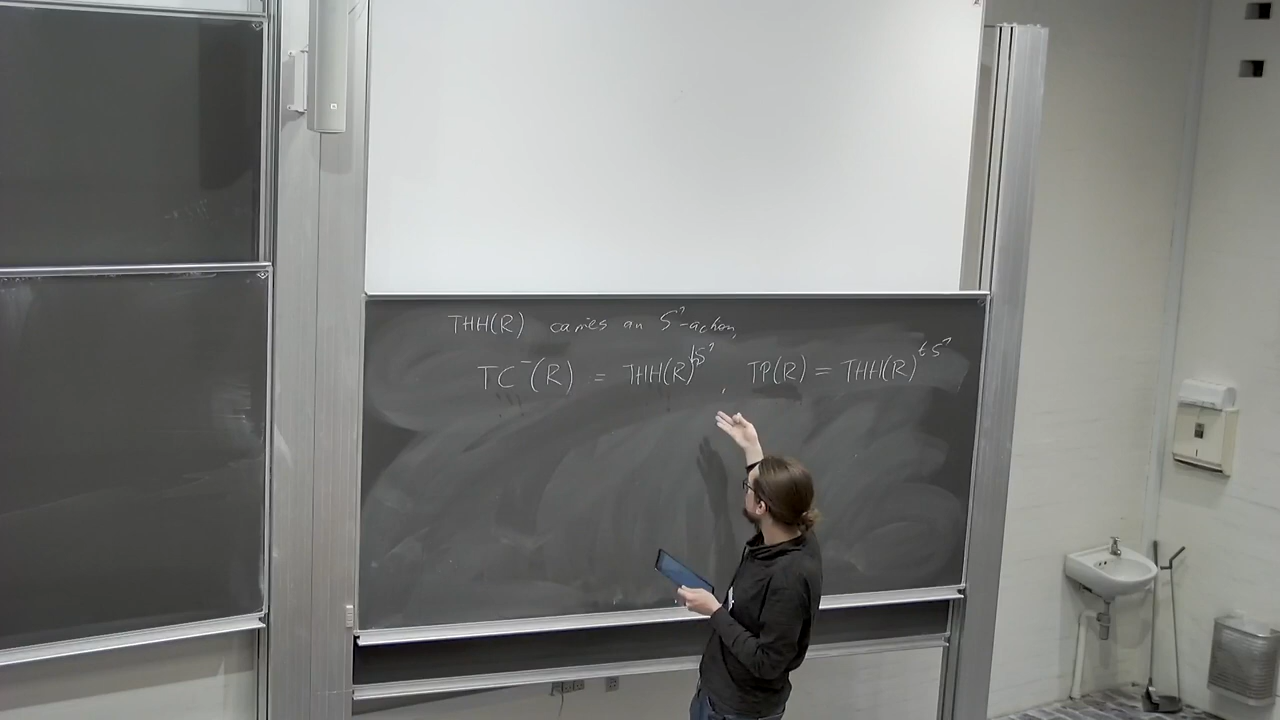 THH(R) carries an S¹-action,
TC⁻(R) = THH(R)^{hS¹}, TP(R) = THH(R)^{tS¹}